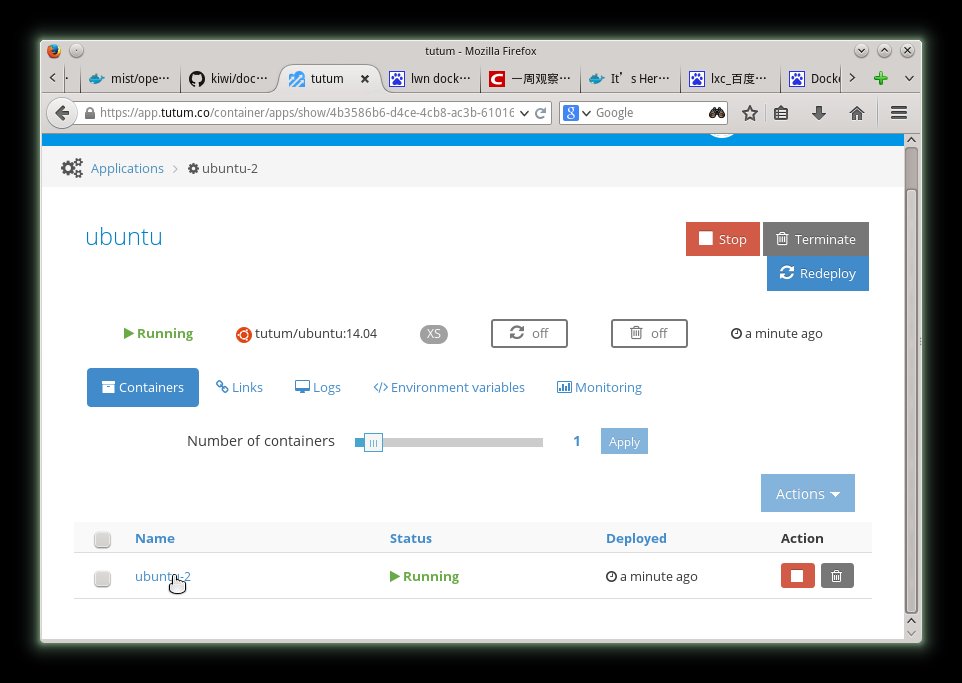 tutum - Mozilla Firefox
mist/ope··· kiwi/doc··· tutum lwn dock··· 一周观察··· It's Her··· lxc_百度··· Dock
https://app.tutum.co/container/apps/show/4b3586b6-d4ce-4cb8-ac3b-61016 Google
Applications > ubuntu-2
ubuntu
Stop Terminate
Redeploy
Running tutum/ubuntu:14.04 XS off off a minute ago
Containers Links Logs </> Environment variables Monitoring
Number of containers 1 Apply
Actions
Name Status Deployed Action
ubuntu-2 Running a minute ago